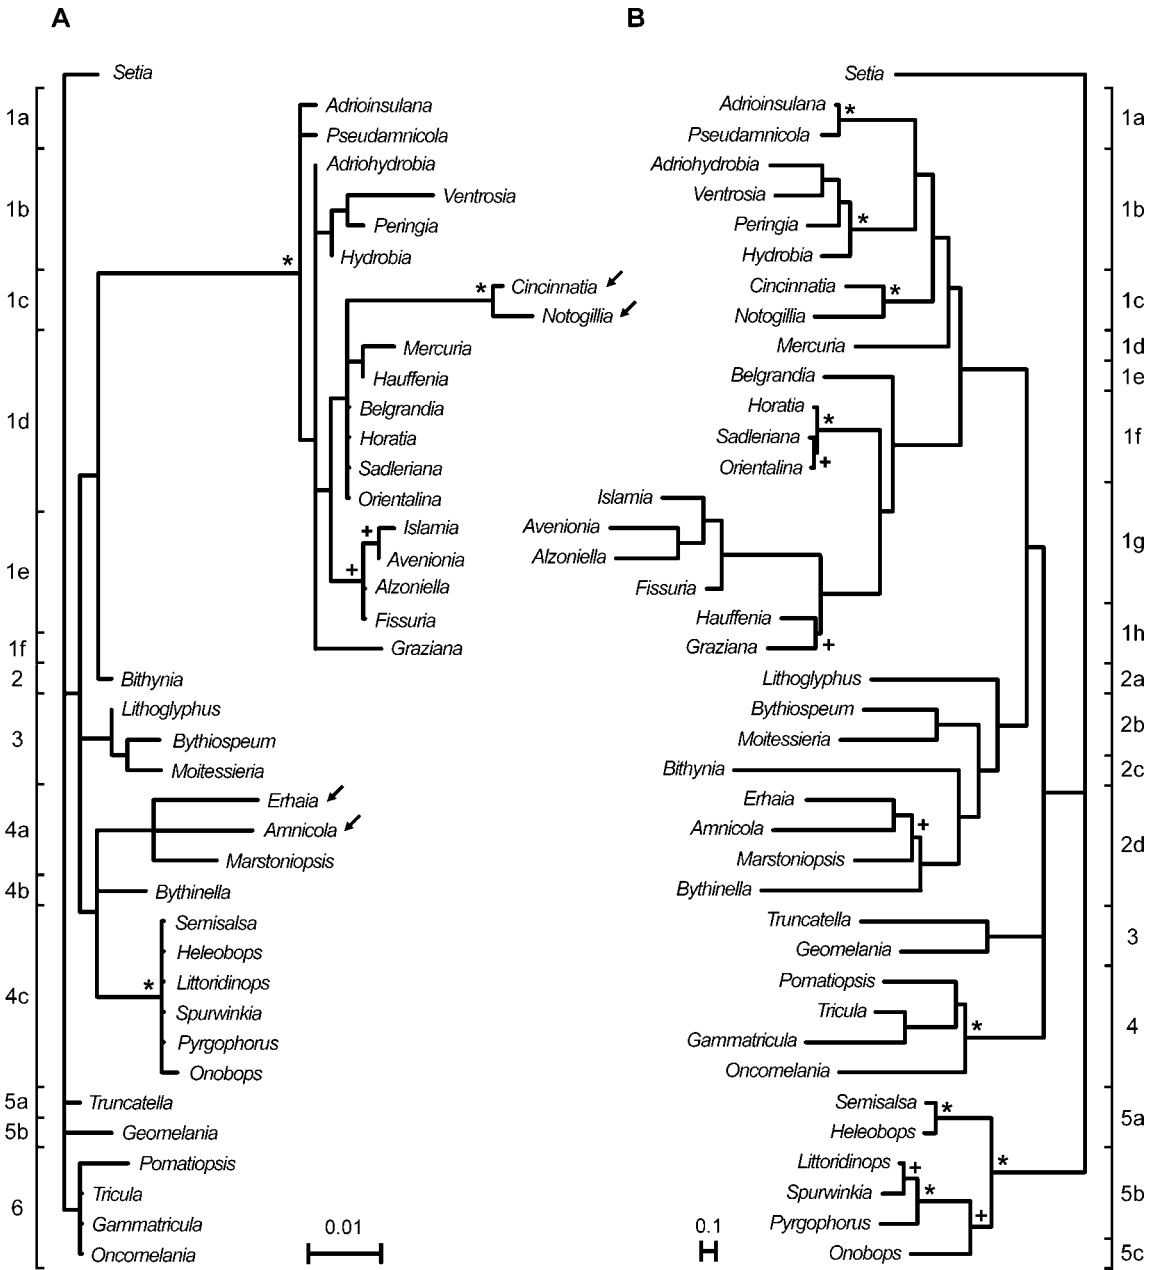 A
B
Setia
1a
Adrioinsulana
Pseudamnicola
1b
Adriohydrobia
Ventrosia
Peringia
Hydrobia
*
1c
*
Cincinnatia
Notogillia
1d
Mercuria
Hauffenia
Belgrandia
Horatia
Sadleriana
Orientalina
1e
+
Islamia
Avenionia
+
Alzoniella
Fissuria
1f
Graziana
2
Bithynia
3
Lithoglyphus
Bythiospeum
Moitessieria
4a
Erhaia
Amnicola
Marstoniopsis
4b
Bythinella
4c
*
Semisalsa
Heleobops
Littoridinops
Spurwinkia
Pyrgophorus
Onobops
5a
Truncatella
5b
Geomelania
6
Pomatiopsis
Tricula
Gammatricula
Oncomelania
0.01
Setia
Adrioinsulana
*
1a
Pseudamnicola
Adriohydrobia
Ventrosia
1b
Peringia
*
Hydrobia
Cincinnatia
*
1c
Notogillia
Mercuria
1d
Belgrandia
1e
Horatia
*
Sadleriana
1f
Orientalina
+
Islamia
Avenionia
1g
Alzoniella
Fissuria
Hauffenia
1h
Graziana
+
Lithoglyphus
2a
Bythiospeum
2b
Moitessieria
Bithynia
2c
Erhaia
Amnicola
+
2d
Marstoniopsis
Bythinella
Truncatella
3
Geomelania
Pomatiopsis
Tricula
*
4
Gammatricula
Oncomelania
Semisalsa
*
5a
Heleobops
*
Littoridinops
+
Spurwinkia
*
5b
Pyrgophorus
+
Onobops
5c
0.1